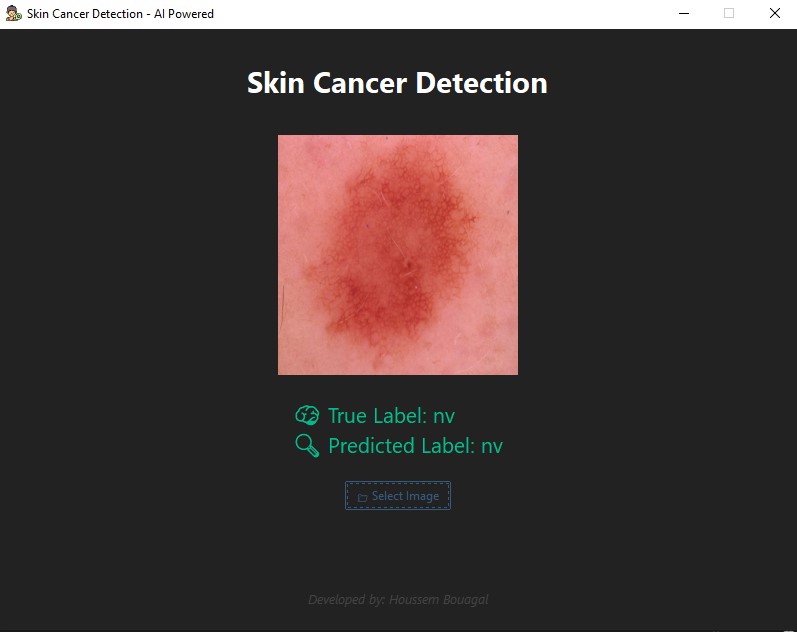 Skin Cancer Detection - AI Powered
Skin Cancer Detection
True Label: nv
Predicted Label: nv
Select Image
Developed by: Houssem Bouagal